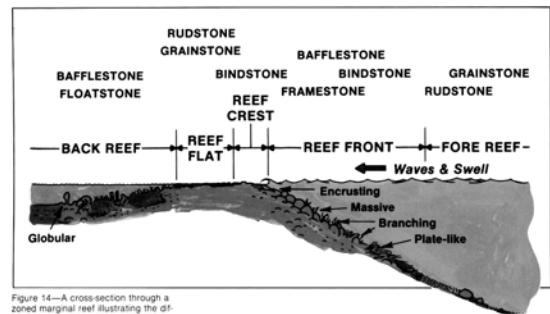 RUDSTONE
GRAINSTONE
BAFFLESTONE
FLOATSTONE
BINDSTONE
BAFFLESTONE
BINDSTONE
FRAMESTONE
GRAINSTONE
RUDSTONE
BACK REEF
REEF
FLAT
REEF
CREST
REEF FRONT
FORE REEF
Waves & Swell
Encrusting
Massive
Branching
Plate-like
Globular
Figure 14—A cross-section through a
zoned marginal reef illustrating the dif-